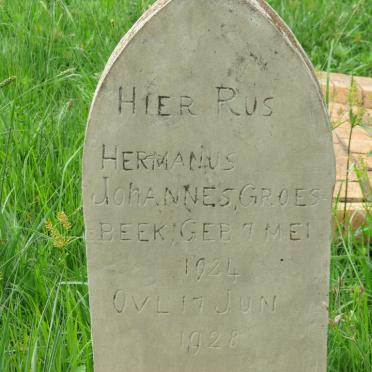 HIER RUS
HERMANUS
JOHANNES, GROES
BEEK, GEB 7 MEI
1924
OVL 17 JUN
1928